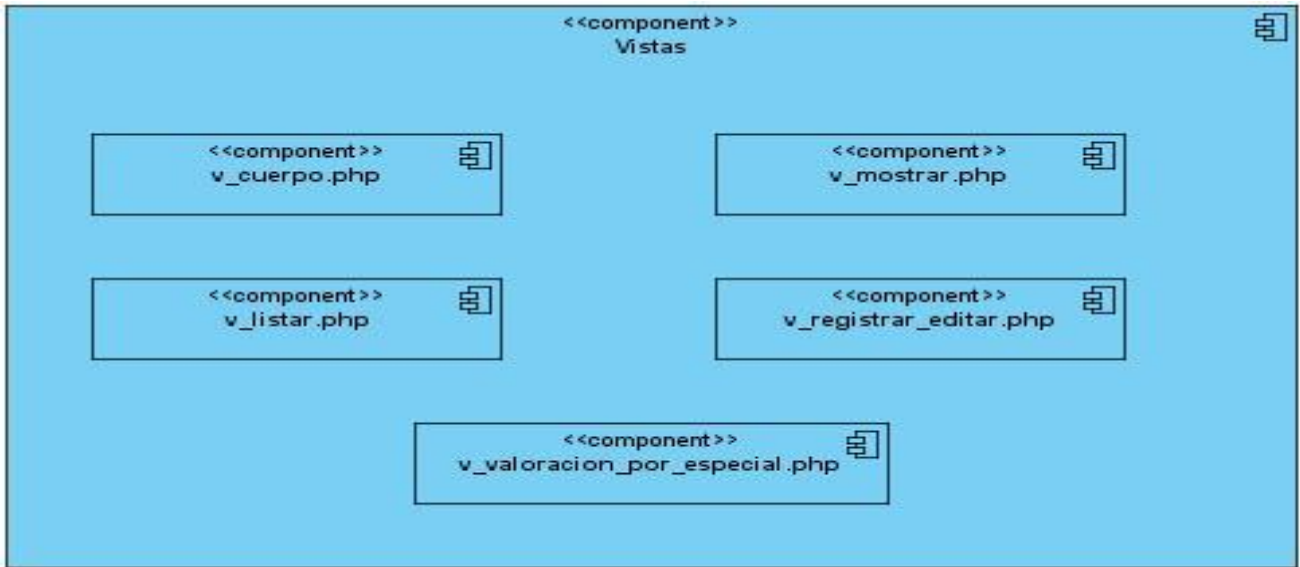 <<component>>
Vistas
<<component>>
v_cuerpo.php
<<component>>
v_mostrar.php
<<component>>
v_listar.php
<<component>>
v_registrar_editar.php
<<component>>
v_valoracion_por_especial.php